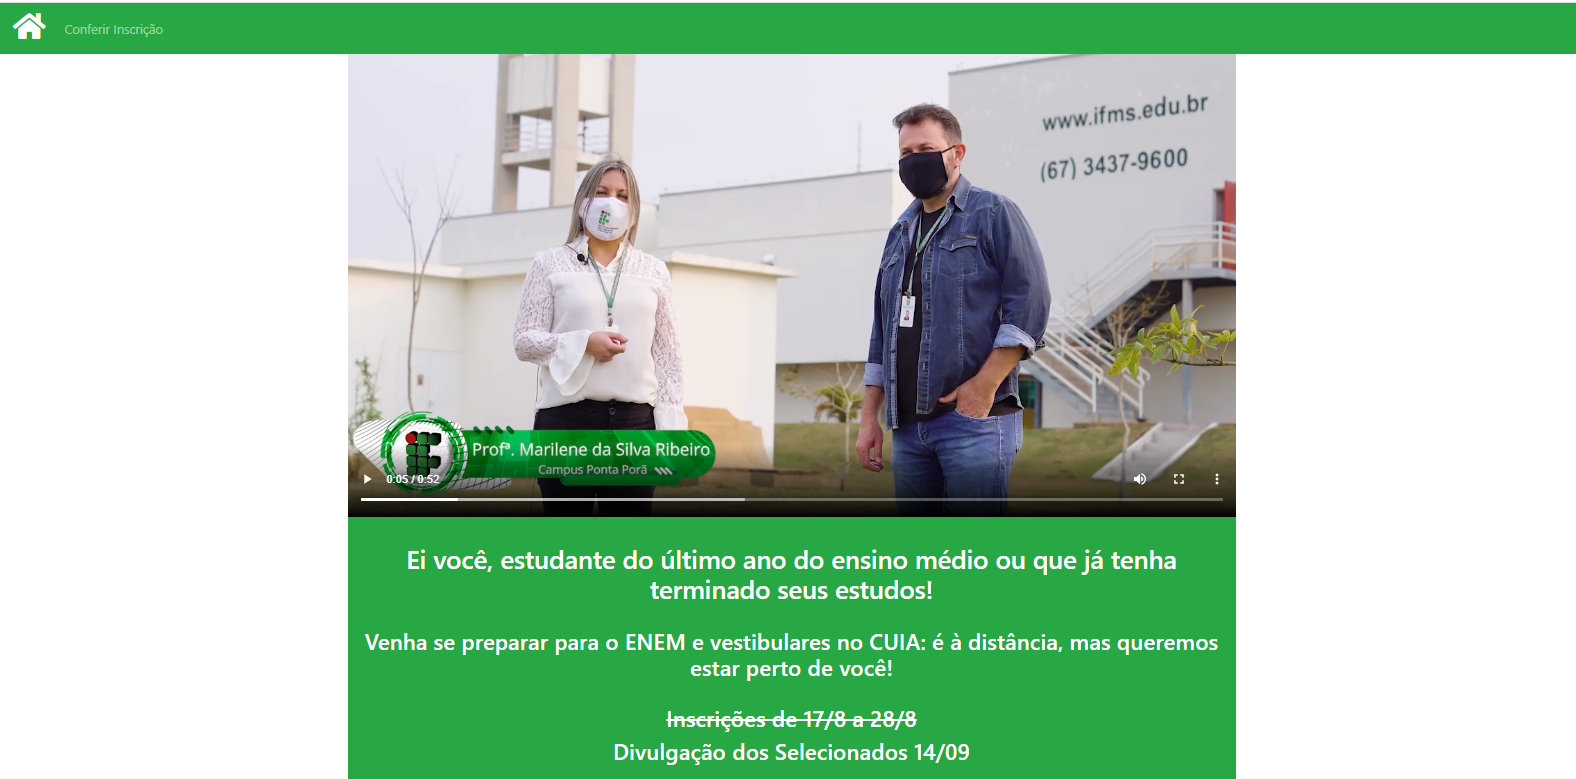 Conferir Inscrição
www.ifms.edu.br
(67) 3437-9600
Profª. Marilene da Silva Ribeiro
Campus Ponta Porã
0:05 / 0:52
Ei você, estudante do último ano do ensino médio ou que já tenha
terminado seus estudos!
Venha se preparar para o ENEM e vestibulares no CUIA: é à distância, mas queremos
estar perto de você!
Inscrições de 17/8 a 28/8
Divulgação dos Selecionados 14/09